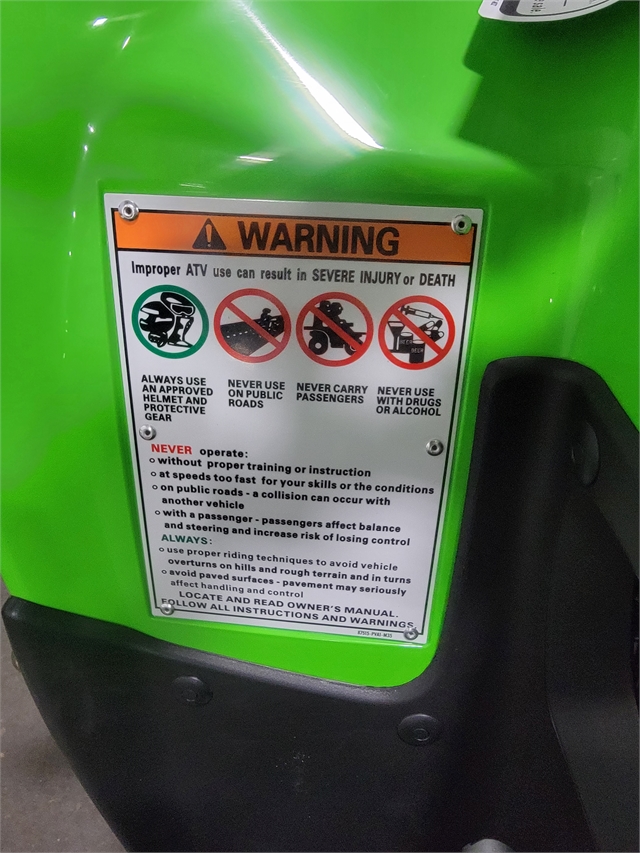 WARNING
Improper ATV use can result in SEVERE INJURY or DEATH
ALWAYS USE
AN APPROVED
HELMET AND
PROTECTIVE
GEAR
NEVER USE
ON PUBLIC
ROADS
NEVER CARRY
PASSENGERS
NEVER USE
WITH DRUGS
OR ALCOHOL
NEVER operate:
o without proper training or instruction
o at speeds too fast for your skills or the conditions
o on public roads - a collision can occur with
another vehicle
o with a passenger - passengers affect balance
and steering and increase risk of losing control
ALWAYS:
o use proper riding techniques to avoid vehicle
overturns on hills and rough terrain and in turns
o avoid paved surfaces - pavement may seriously
affect handling and control
LOCATE AND READ OWNER'S MANUAL.
FOLLOW ALL INSTRUCTIONS AND WARNINGS.